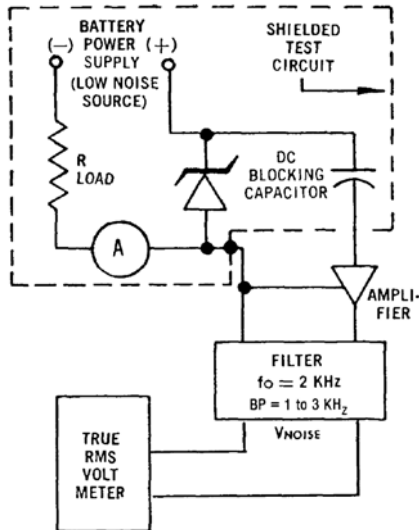 BATTERY
(-) POWER (+)
SUPPLY
(LOW NOISE
SOURCE)
SHIELDED
TEST
CIRCUIT
R
LOAD
DC
BLOCKING
CAPACITOR
A
AMPLI-
FIER
FILTER
fo = 2 KHz
BP = 1 to 3 KHz
VNOISE
TRUE
RMS
VOLT
METER